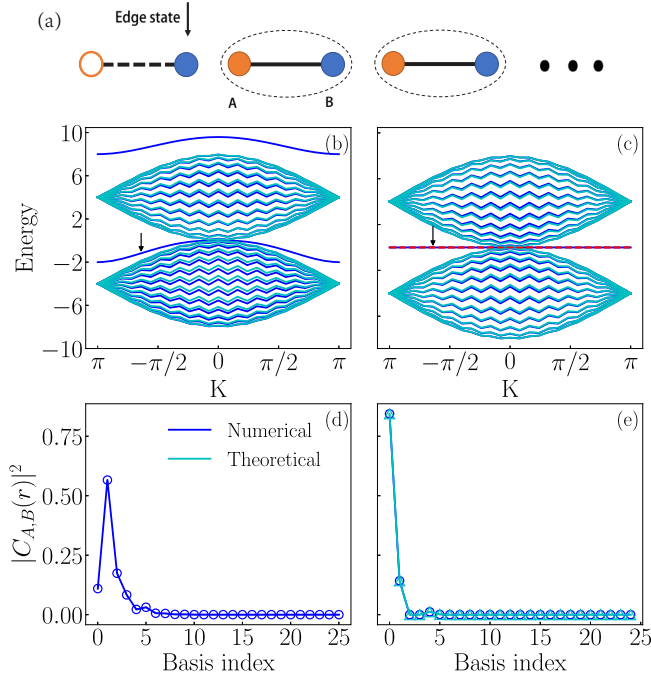 (a)
Edge state
A B
(b) (c)
10
6
2
−2
−6
−10
Energy
π −π/2 0 π/2 π
K
π −π/2 0 π/2 π
K
(d) (e)
Numerical
Theoretical
0.75
0.50
0.25
0.00
|C_{A,B}(r)|²
0 5 10 15 20 25
Basis index
0 5 10 15 20 25
Basis index